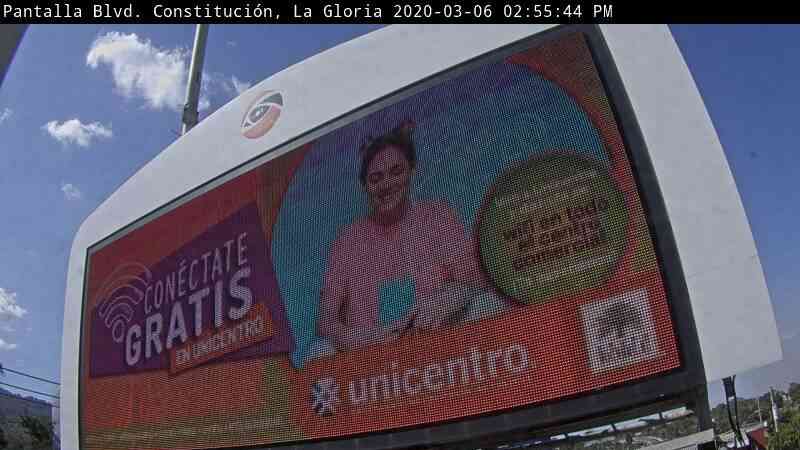 Pantalla Blvd. Constitución, La Gloria 2020-03-06 02:55:44 PM
CONÉCTATE
GRATIS
EN UNICENTRO
wifi en todo
el centro
comercial
unicentro